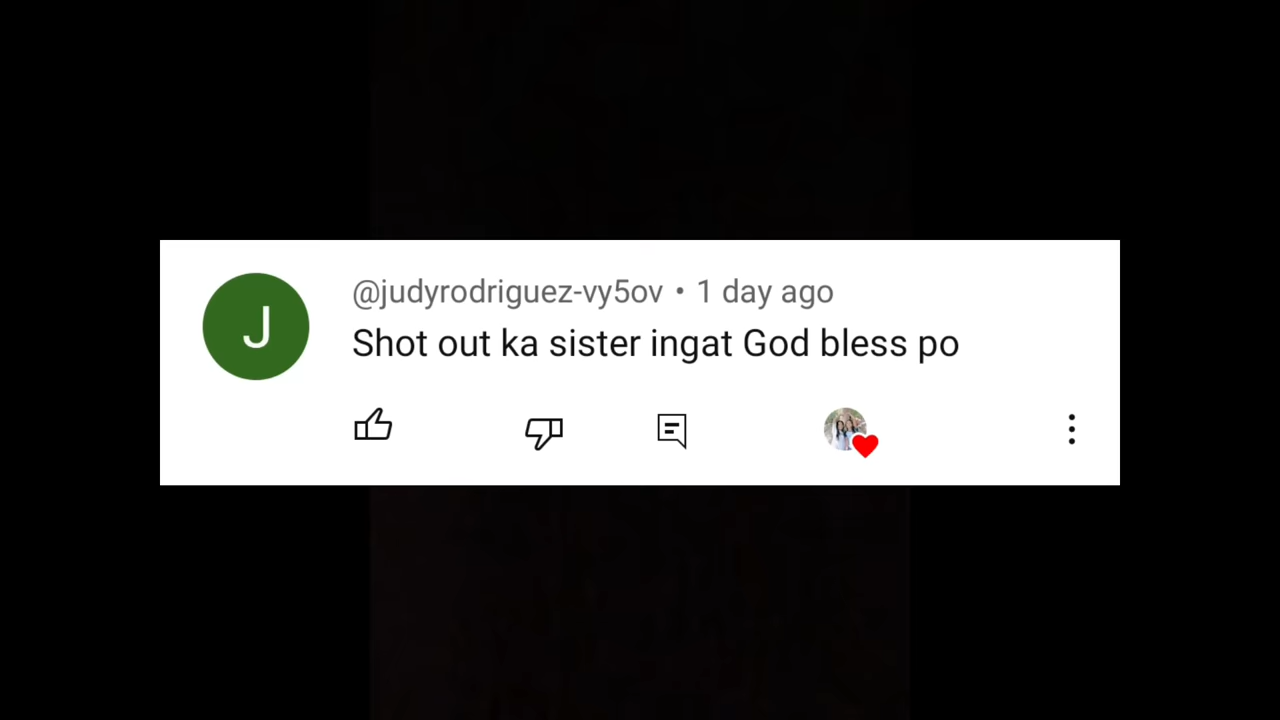 J
@judyrodriguez-vy5ov • 1 day ago
Shot out ka sister ingat God bless po